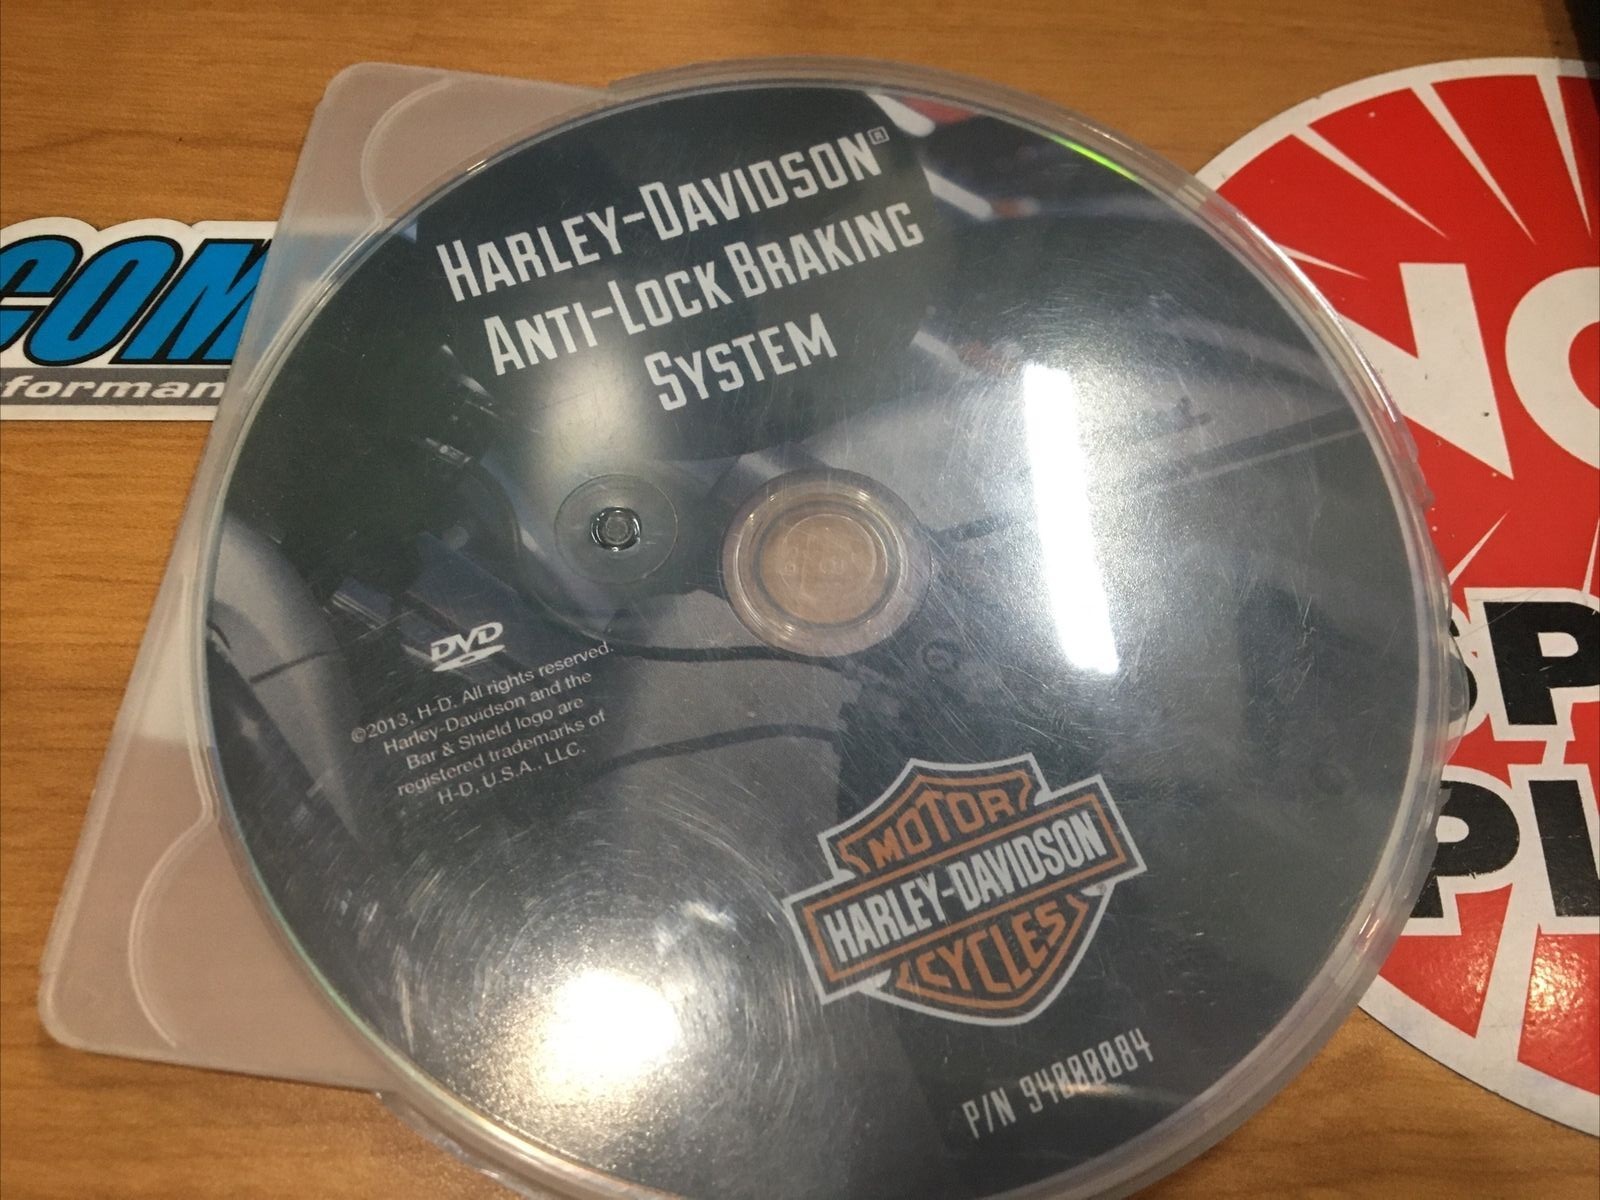 HARLEY-DAVIDSON®
ANTI-LOCK BRAKING
SYSTEM
DVD
©2013, H-D. All rights reserved.
Harley-Davidson and the
Bar & Shield logo are
registered trademarks of
H-D, U.S.A., LLC.
MOTOR
HARLEY-DAVIDSON
CYCLES
P/N 94000084
COM
forman
NO
SP
PI